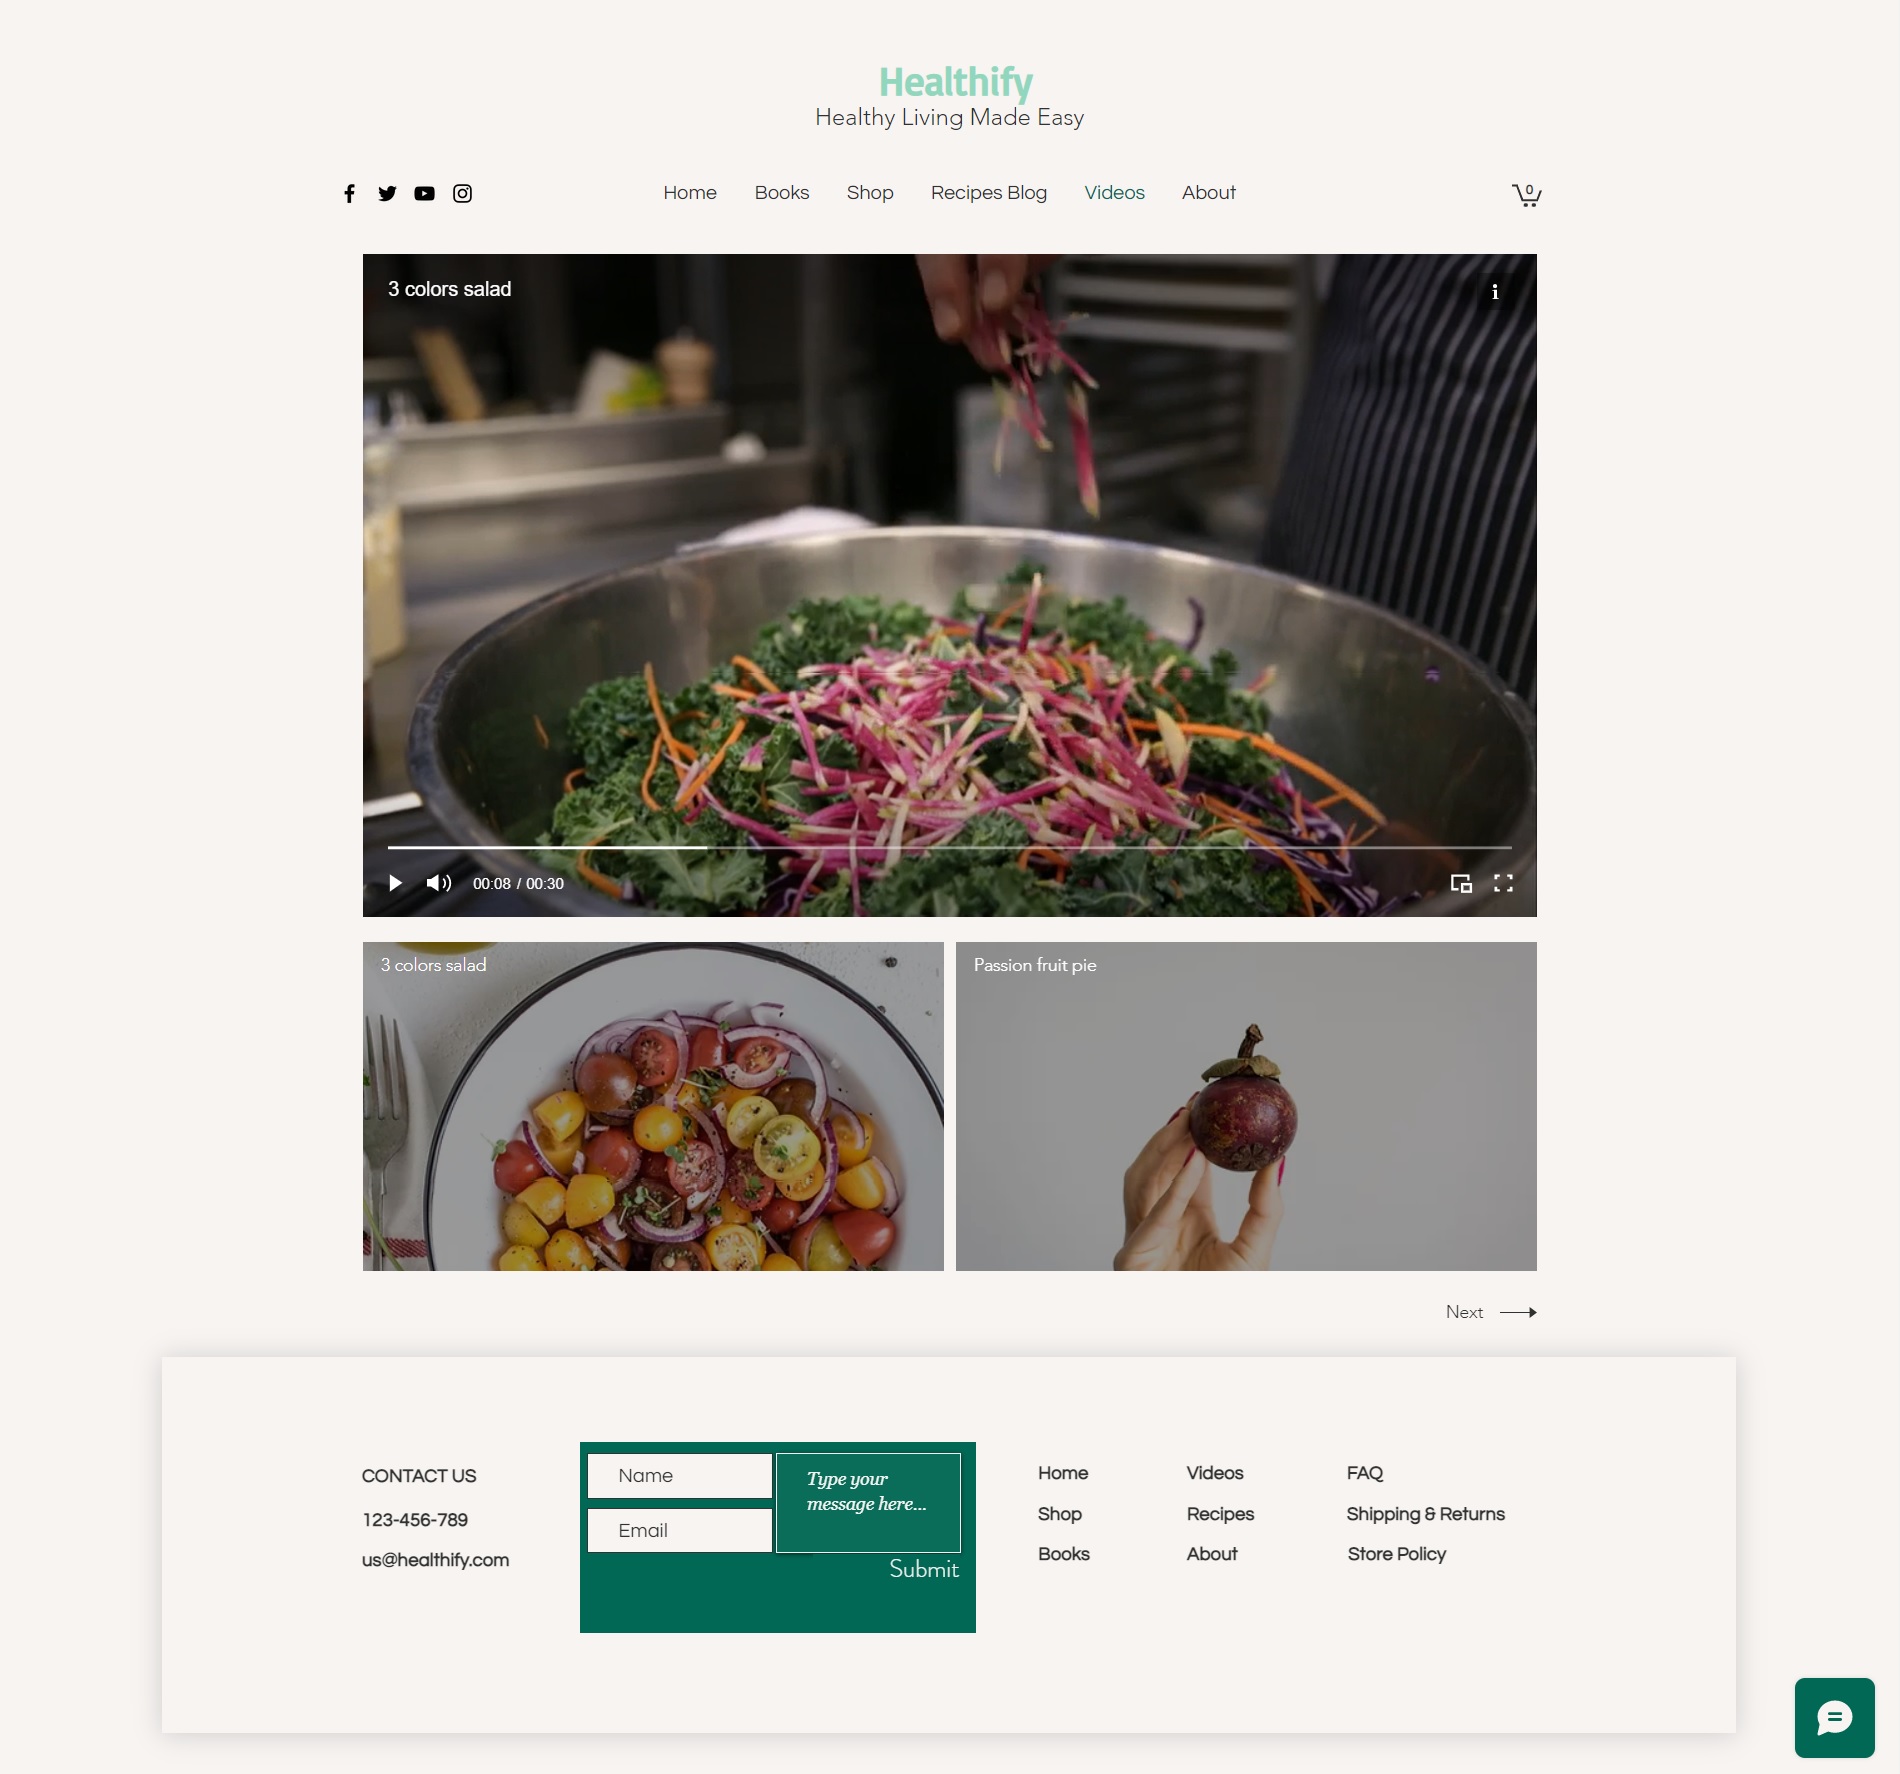 Healthify
Healthy Living Made Easy
Home Books Shop Recipes Blog Videos About
0
3 colors salad
i
00:08 / 00:30
3 colors salad
Passion fruit pie
Next
CONTACT US
123-456-789
us@healthify.com
Name
Email
Type your
message here...
Submit
Home
Shop
Books
Videos
Recipes
About
FAQ
Shipping & Returns
Store Policy